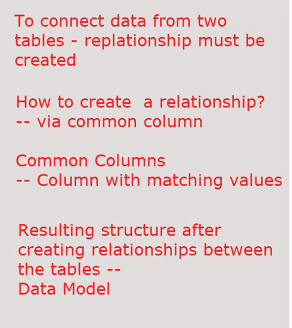 To connect data from two
tables - replationship must be
created
How to create  a relationship?
-- via common column
Common Columns
-- Column with matching values
Resulting structure after
creating relationships between
the tables --
Data Model